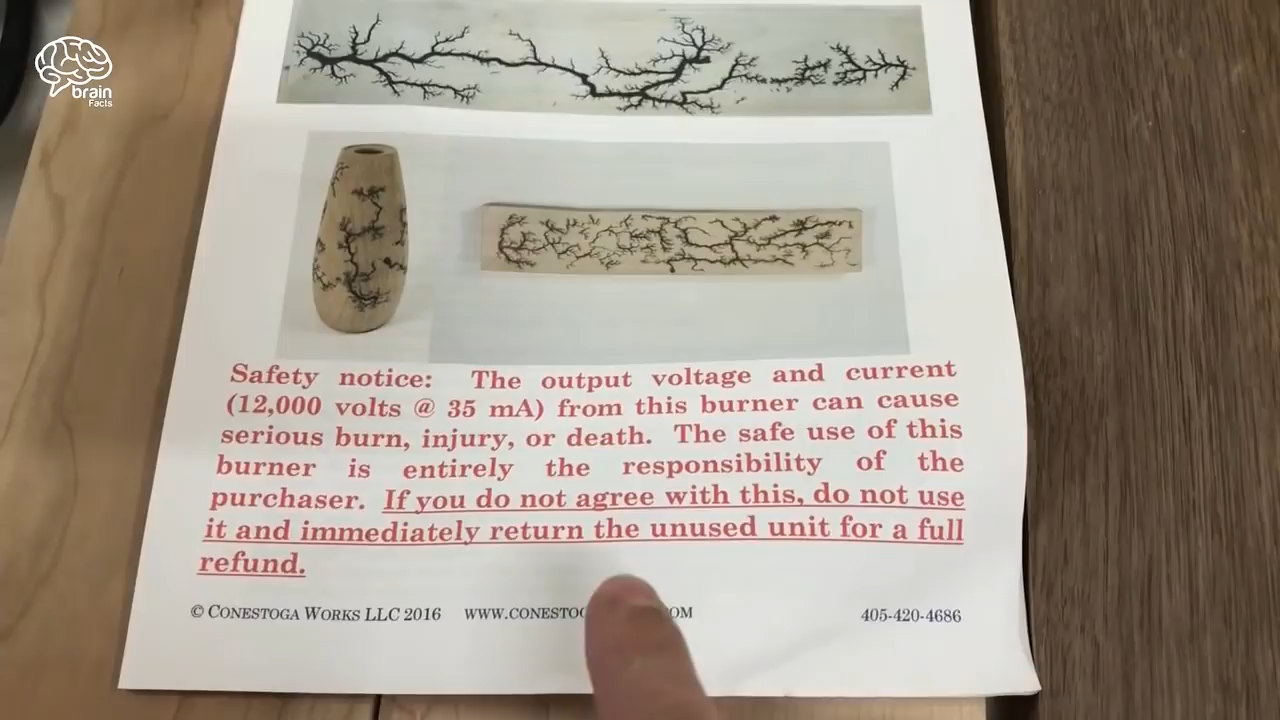 brain
Facts
Safety notice: The output voltage and current
(12,000 volts @ 35 mA) from this burner can cause
serious burn, injury, or death. The safe use of this
burner is entirely the responsibility of the
purchaser. If you do not agree with this, do not use
it and immediately return the unused unit for a full
refund.
© CONESTOGA WORKS LLC 2016 405-420-4686